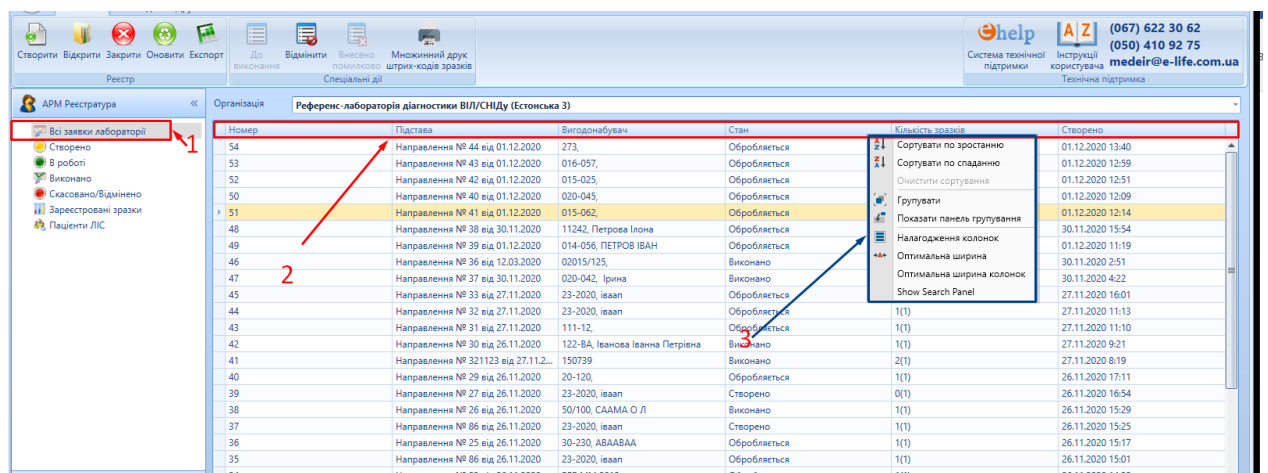 help
A Z
(067) 622 30 62
(050) 410 92 75
medeir@e-life.com.ua
Створити Відкрити Закрити Оновити Експорт
До виконання
Відмінити
Внесено помилково
Множинний друк штрих-кодів зразків
Система технічної підтримки
Інструкції користувача
Реєстр
Спеціальні дії
Технічна підтримка
АРМ Реєстратура
Організація
Референс-лабораторія діагностики ВІЛ/СНІДу (Естонська 3)
Всі заявки лабораторії
1
Створено
В роботі
Виконано
Скасовано/Відмінено
Зареєстровані зразки
Пацієнти ЛІС
Номер Підстава Вигодонабувач Стан Кількість зразків Створено
54 Направлення № 44 від 01.12.2020 273, Обробляється 01.12.2020 13:40
53 Направлення № 43 від 01.12.2020 016-057, Обробляється 01.12.2020 12:59
52 Направлення № 42 від 01.12.2020 015-025, Обробляється 01.12.2020 12:51
50 Направлення № 40 від 01.12.2020 020-045, Обробляється 01.12.2020 12:09
51 Направлення № 41 від 01.12.2020 015-062, Обробляється 01.12.2020 12:14
48 Направлення № 38 від 30.11.2020 11242, Петрова Ілона Обробляється 30.11.2020 15:54
49 Направлення № 39 від 01.12.2020 014-056, ПЕТРОВ ІВАН Обробляється 01.12.2020 11:19
46 Направлення № 36 від 12.03.2020 02015/125, Виконано 30.11.2020 2:51
47 Направлення № 37 від 30.11.2020 020-042, Ірина Виконано 30.11.2020 4:22
45 Направлення № 33 від 27.11.2020 23-2020, іваап Обробляється 27.11.2020 16:01
44 Направлення № 32 від 27.11.2020 23-2020, іваап Обробляється 1(1) 27.11.2020 11:13
43 Направлення № 31 від 27.11.2020 111-12, Обробляється 1(1) 27.11.2020 11:10
42 Направлення № 30 від 26.11.2020 122-ВА, Іванова Іванна Петрівна Виконано 1(1) 27.11.2020 9:21
41 Направлення № 321123 від 27.11.2... 150739 Виконано 2(1) 27.11.2020 8:19
40 Направлення № 29 від 26.11.2020 20-120, Обробляється 1(1) 26.11.2020 17:11
39 Направлення № 27 від 26.11.2020 23-2020, іваап Створено 0(1) 26.11.2020 16:54
38 Направлення № 26 від 26.11.2020 50/100, СААМА О Л Виконано 1(1) 26.11.2020 15:29
37 Направлення № 86 від 26.11.2020 23-2020, іваап Створено 1(1) 26.11.2020 15:25
36 Направлення № 25 від 26.11.2020 30-230, АВААВАА Обробляється 1(1) 26.11.2020 15:17
35 Направлення № 86 від 26.11.2020 23-2020, іваап Обробляється 1(1) 26.11.2020 15:01
Сортувати по зростанню
Сортувати по спаданню
Очистити сортування
Групувати
Показати панель групування
Налагодження колонок
Оптимальна ширина
Оптимальна ширина колонок
Show Search Panel
2
3